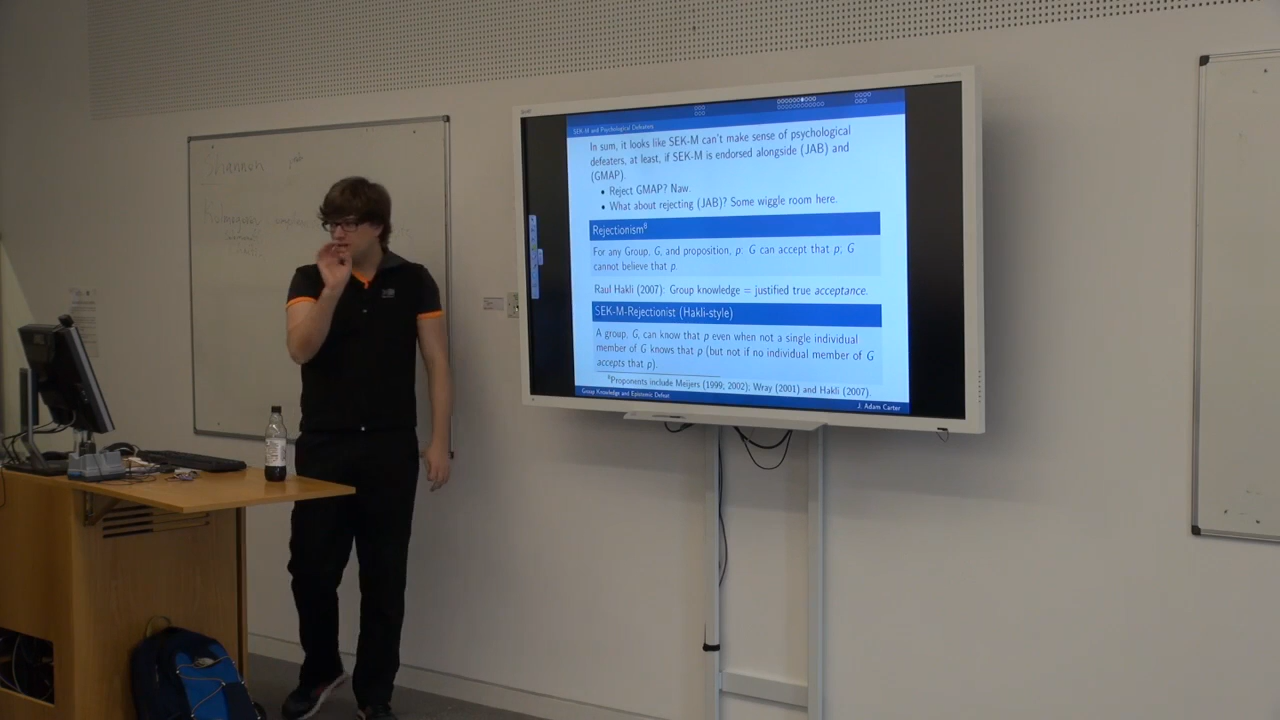 Shannon
SEK-M and Psychological Defeaters
In sum, it looks like SEK-M can't make sense of psychological
defeaters, at least, if SEK-M is endorsed alongside (JAB) and
(GMAP).
• Reject GMAP? Naw.
• What about rejecting (JAB)? Some wiggle room here.
Rejectionism⁸
For any Group, G, and proposition, p: G can accept that p; G
cannot believe that p.
Raul Hakli (2007): Group knowledge = justified true acceptance.
SEK-M-Rejectionist (Hakli-style)
A group, G, can know that p even when not a single individual
member of G knows that p (but not if no individual member of G
accepts that p).
⁸Proponents include Meijers (1999, 2002); Wray (2001) and Hakli (2007).
Group Knowledge and Epistemic Defeat
J. Adam Carter